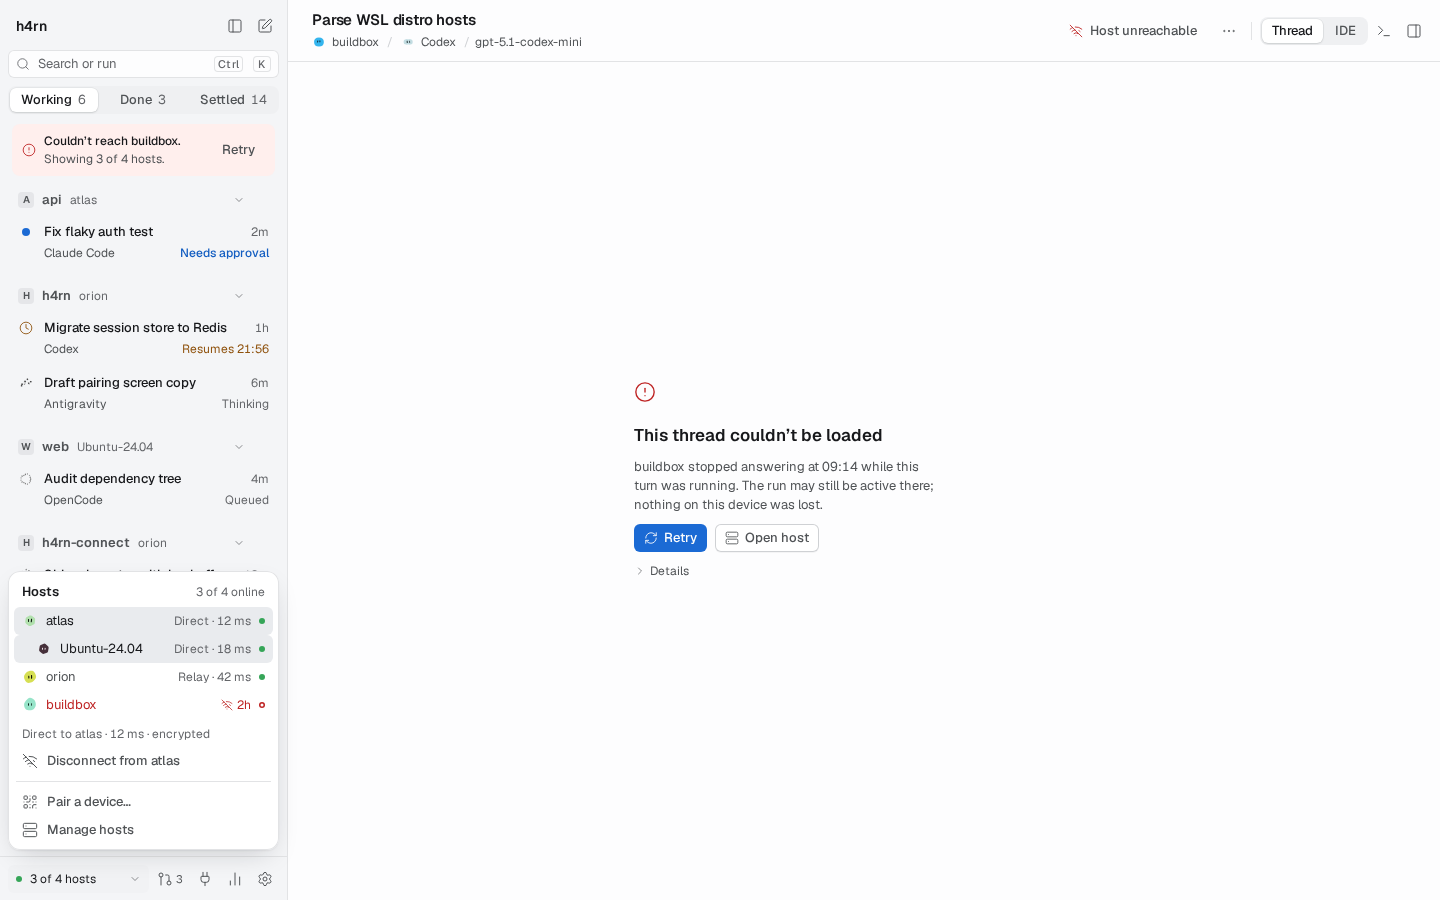 h4rn
Search or run Ctrl K
Working 6 Done 3 Settled 14
Couldn't reach buildbox.
Showing 3 of 4 hosts.
Retry
A api atlas
Fix flaky auth test 2m
Claude Code Needs approval
H h4rn orion
Migrate session store to Redis 1h
Codex Resumes 21:56
Draft pairing screen copy 6m
Antigravity Thinking
W web Ubuntu-24.04
Audit dependency tree 4m
OpenCode Queued
H h4rn-connect orion
Hosts 3 of 4 online
atlas Direct · 12 ms
Ubuntu-24.04 Direct · 18 ms
orion Relay · 42 ms
buildbox 2h
Direct to atlas · 12 ms · encrypted
Disconnect from atlas
Pair a device…
Manage hosts
3 of 4 hosts 3
Parse WSL distro hosts
buildbox / Codex / gpt-5.1-codex-mini
Host unreachable ··· Thread IDE
This thread couldn’t be loaded
buildbox stopped answering at 09:14 while this
turn was running. The run may still be active there;
nothing on this device was lost.
Retry Open host
Details